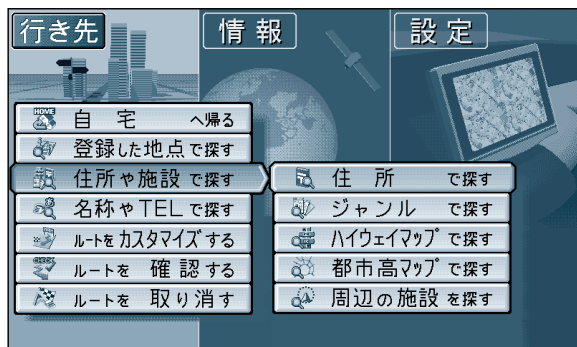 行き先
情報
設定
HOME
自宅へ帰る
登録した地点で探す
住所や施設で探す
名称やTELで探す
ルートをカスタマイズする
CHECK
ルートを確認する
ルートを取り消す
住所で探す
ジャンルで探す
ハイウェイマップで探す
都市高マップで探す
周辺の施設を探す